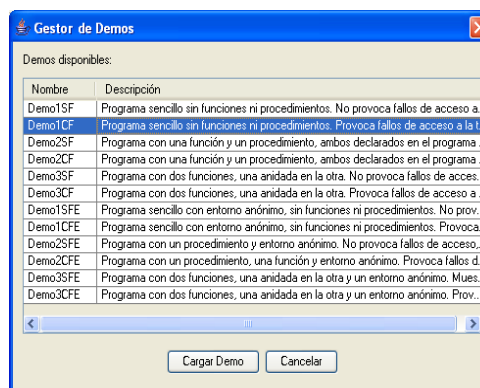 Gestor de Demos
Demos disponibles:
Nombre Descripción
Demo1SF Programa sencillo sin funciones ni procedimientos. No provoca fallos de acceso a..
Demo1CF Programa sencillo sin funciones ni procedimientos. Provoca fallos de acceso a la t..
Demo2SF Programa con una función y un procedimiento, ambos declarados en el programa ..
Demo2CF Programa con una función y un procedimiento, ambos declarados en el programa ..
Demo3SF Programa con dos funciones, una anidada en la otra. No provoca fallos de acces..
Demo3CF Programa con dos funciones, una anidada en la otra. Provoca fallos de acceso a ..
Demo1SFE Programa sencillo con entorno anónimo, sin funciones ni procedimientos. No prov..
Demo1CFE Programa sencillo con entorno anónimo, sin funciones ni procedimientos. Provoca..
Demo2SFE Programa con un procedimiento y entorno anónimo. No provoca fallos de acceso,..
Demo2CFE Programa con un procedimiento, una función y entorno anónimo. Provoca fallos d..
Demo3SFE Programa con dos funciones, una anidada en la otra y un entorno anónimo. Mues..
Demo3CFE Programa con dos funciones, una anidada en la otra y un entorno anónimo. Prov..
Cargar Demo Cancelar